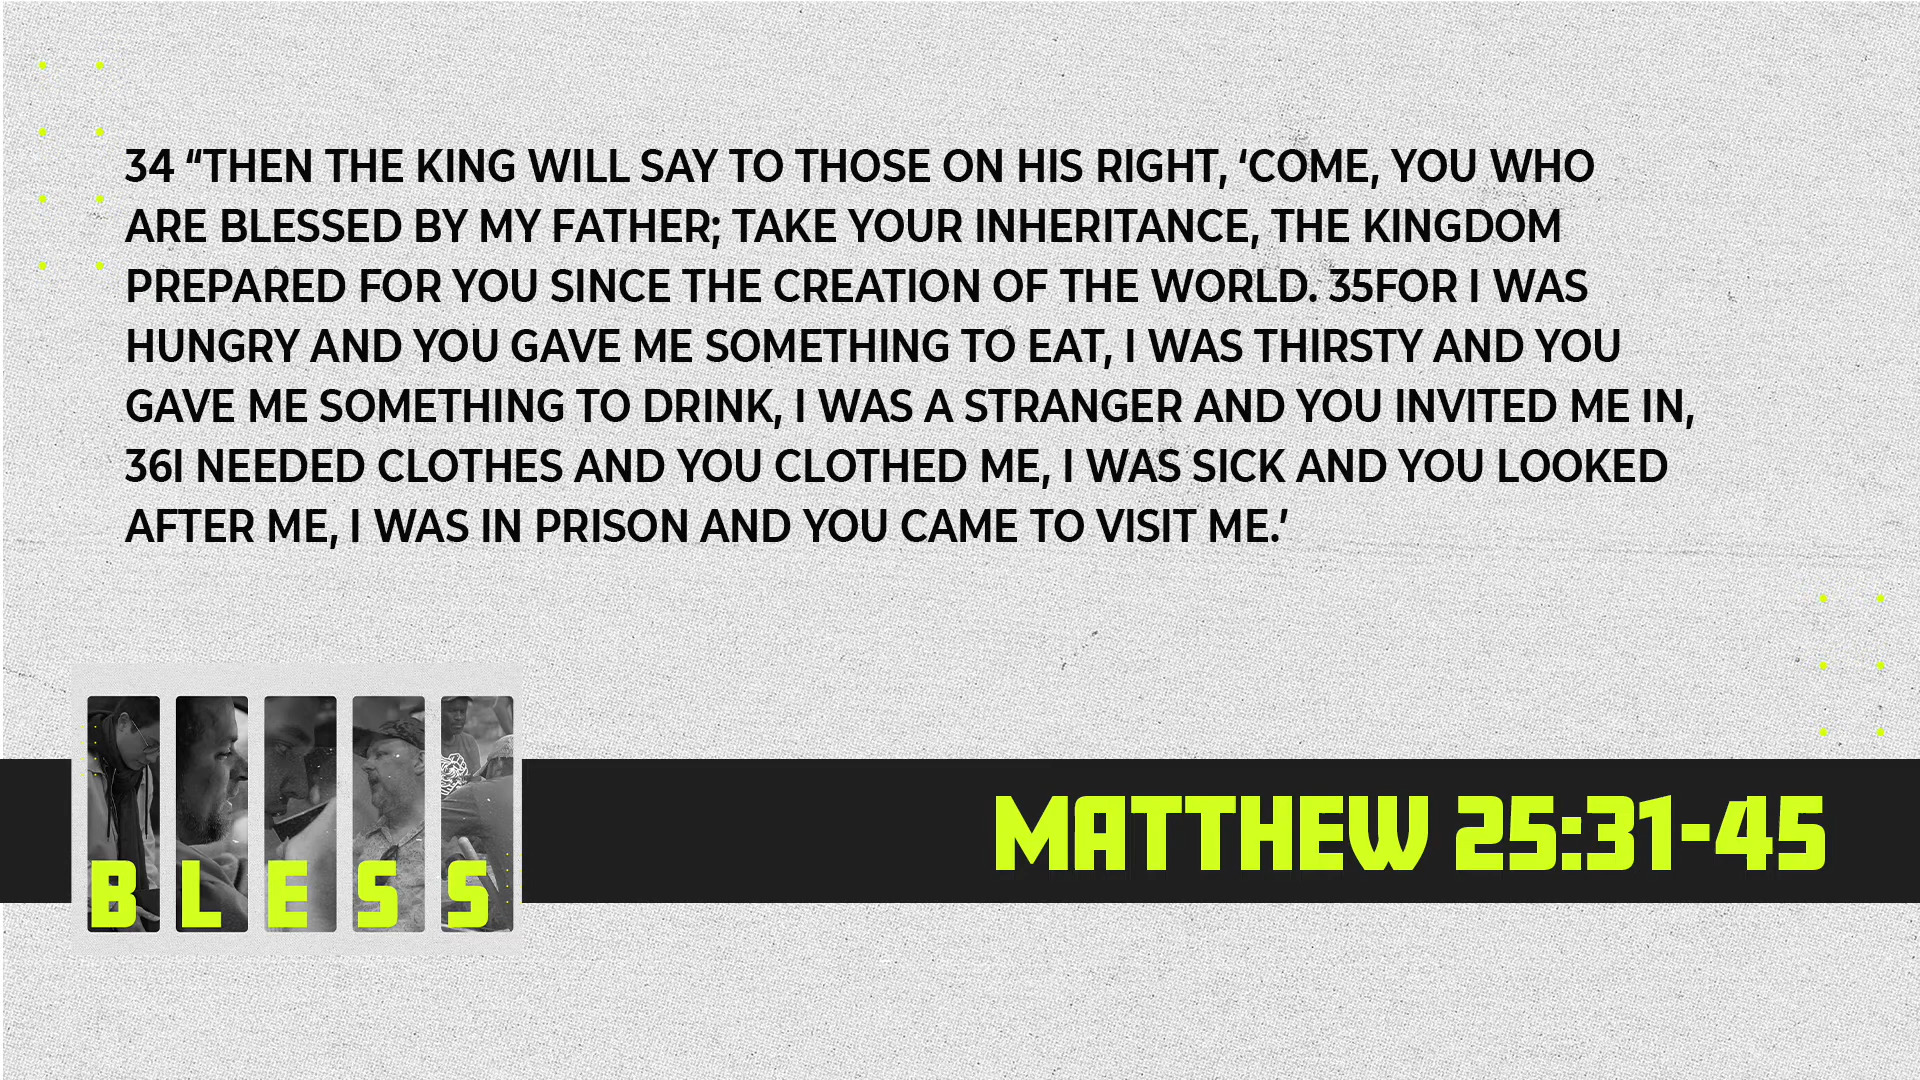 34 “THEN THE KING WILL SAY TO THOSE ON HIS RIGHT, ‘COME, YOU WHO
ARE BLESSED BY MY FATHER; TAKE YOUR INHERITANCE, THE KINGDOM
PREPARED FOR YOU SINCE THE CREATION OF THE WORLD. 35FOR I WAS
HUNGRY AND YOU GAVE ME SOMETHING TO EAT, I WAS THIRSTY AND YOU
GAVE ME SOMETHING TO DRINK, I WAS A STRANGER AND YOU INVITED ME IN,
36I NEEDED CLOTHES AND YOU CLOTHED ME, I WAS SICK AND YOU LOOKED
AFTER ME, I WAS IN PRISON AND YOU CAME TO VISIT ME.’
BLESS
MATTHEW 25:31-45